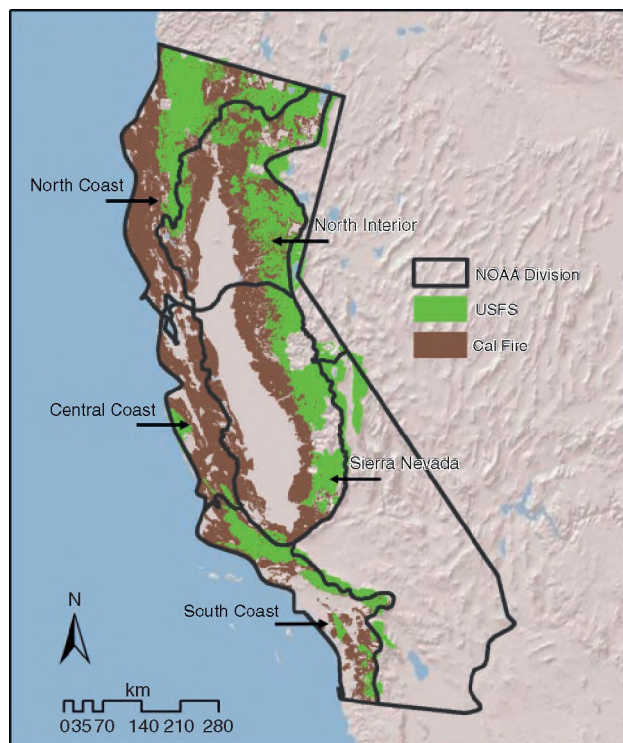 North Coast
North Interior
NOAA Division
USFS
Cal Fire
Central Coast
Sierra Nevada
South Coast
N
km
0 35 70 140 210 280